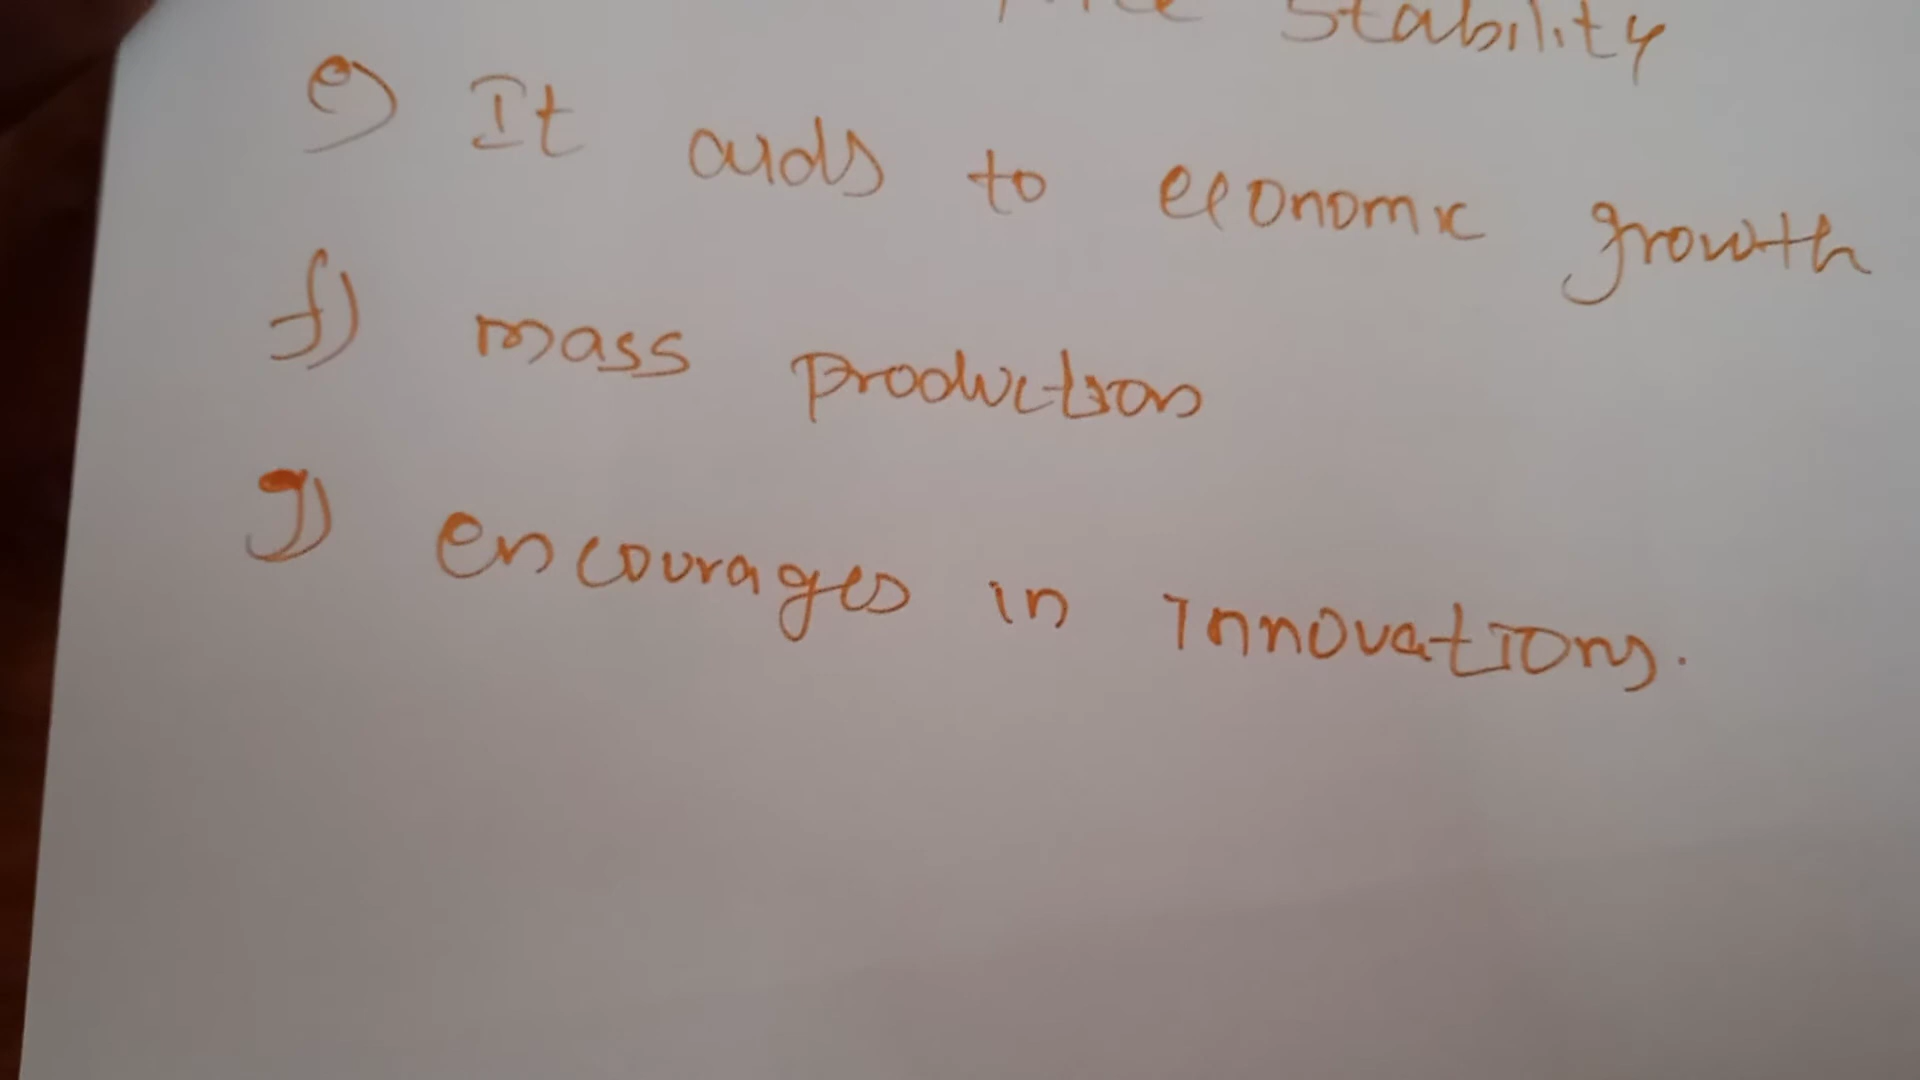 stability
e) It aids to economic growth
f) mass production
g) encourages in innovations.